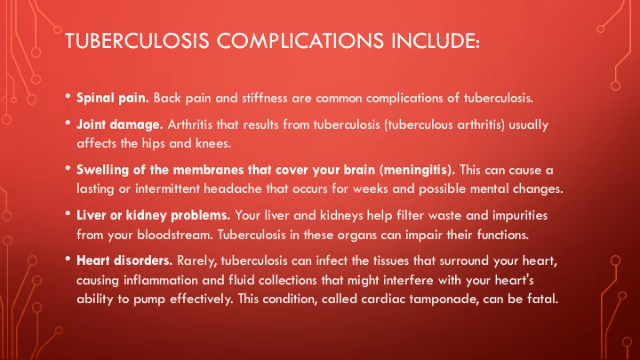 TUBERCULOSIS COMPLICATIONS INCLUDE:
• Spinal pain. Back pain and stiffness are common complications of tuberculosis.
• Joint damage. Arthritis that results from tuberculosis (tuberculous arthritis) usually
affects the hips and knees.
• Swelling of the membranes that cover your brain (meningitis). This can cause a
lasting or intermittent headache that occurs for weeks and possible mental changes.
• Liver or kidney problems. Your liver and kidneys help filter waste and impurities
from your bloodstream. Tuberculosis in these organs can impair their functions.
• Heart disorders. Rarely, tuberculosis can infect the tissues that surround your heart,
causing inflammation and fluid collections that might interfere with your heart's
ability to pump effectively. This condition, called cardiac tamponade, can be fatal.